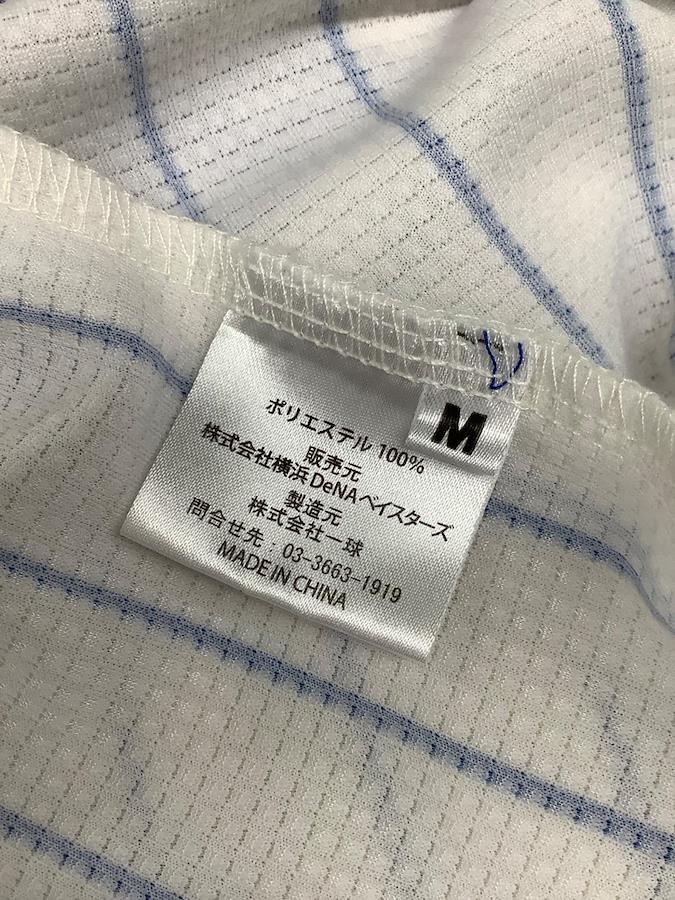 M
ポリエステル 100%
販売元
株式会社横浜DeNAベイスターズ
製造元
株式会社一球
問合せ先：03-3663-1919
MADE IN CHINA